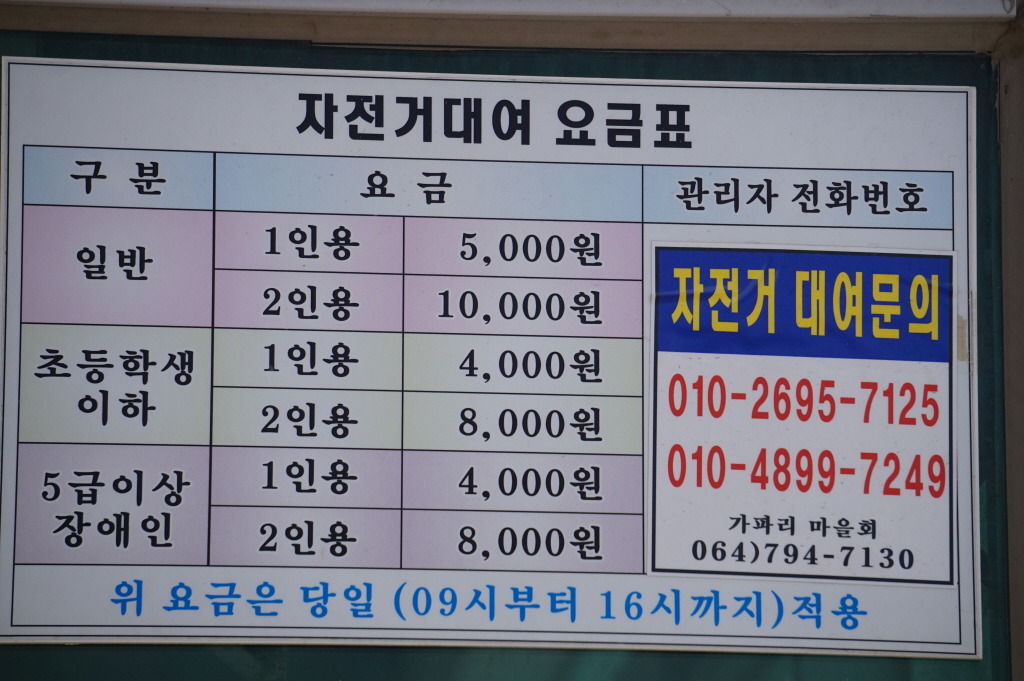 자전거대여 요금표
구 분 요 금 관리자 전화번호
일반 1인용 5,000원
2인용 10,000원
초등학생 이하 1인용 4,000원
2인용 8,000원
5급이상 장애인 1인용 4,000원
2인용 8,000원
자전거 대여문의
010-2695-7125
010-4899-7249
가파리 마을회
064)794-7130
위 요금은 당일 (09시부터 16시까지)적용